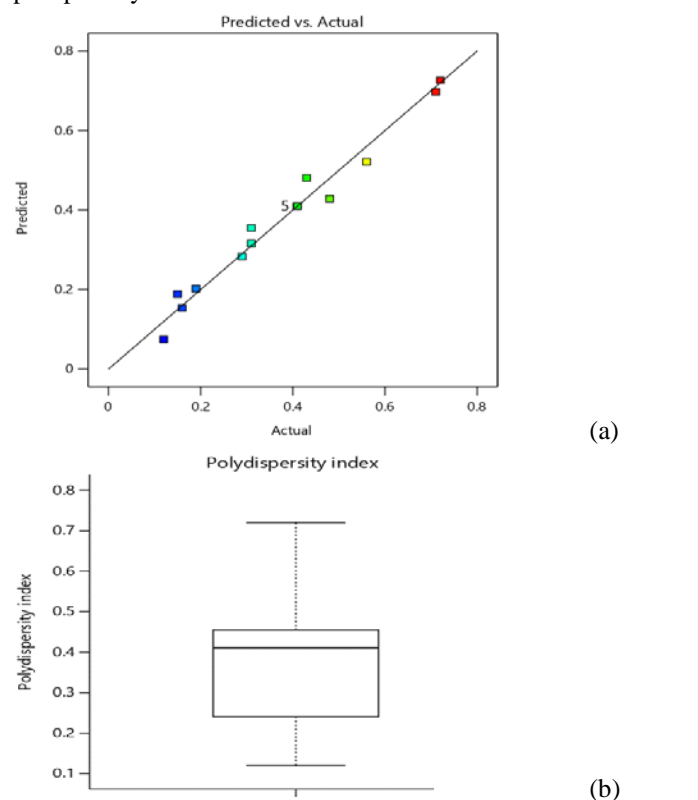 Predicted vs. Actual
0.8
0.6
0.4
0.2
0
Predicted
5
0 0.2 0.4 0.6 0.8
Actual
(a)
Polydispersity index
0.8
0.7
0.6
0.5
0.4
0.3
0.2
0.1
Polydispersity index
(b)